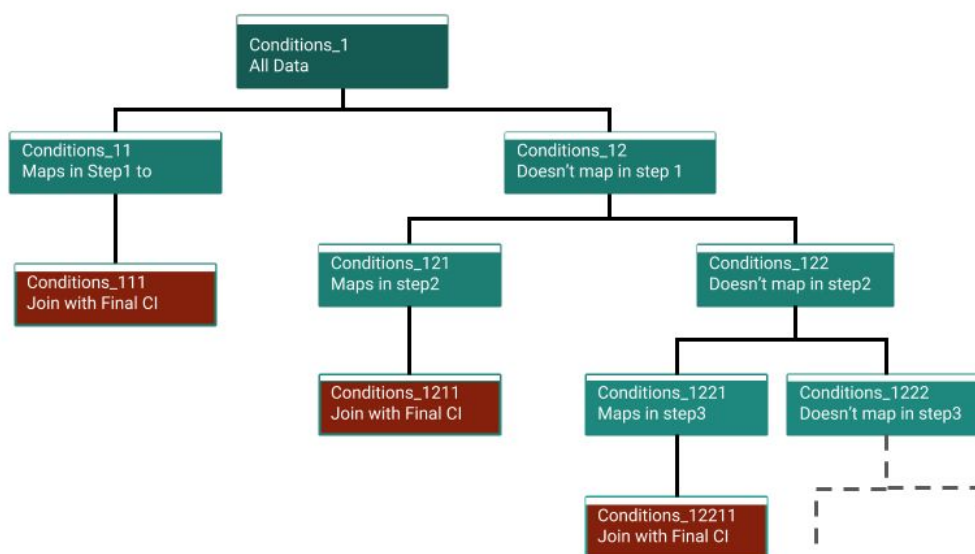 Conditions_1
All Data
Conditions_11
Maps in Step1 to
Conditions_12
Doesn't map in step 1
Conditions_111
Join with Final CI
Conditions_121
Maps in step2
Conditions_122
Doesn't map in step2
Conditions_1211
Join with Final CI
Conditions_1221
Maps in step3
Conditions_1222
Doesn't map in step3
Conditions_12211
Join with Final CI